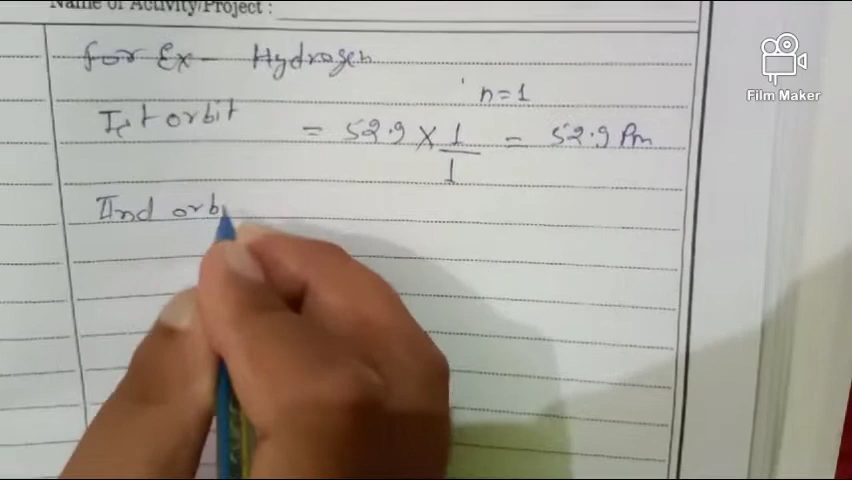 Name of Activity/Project :
for Ex - Hydrogen
n=1
Ist orbit = 52.9 × 1/1 = 52.9 Pm
IInd orb
Film Maker